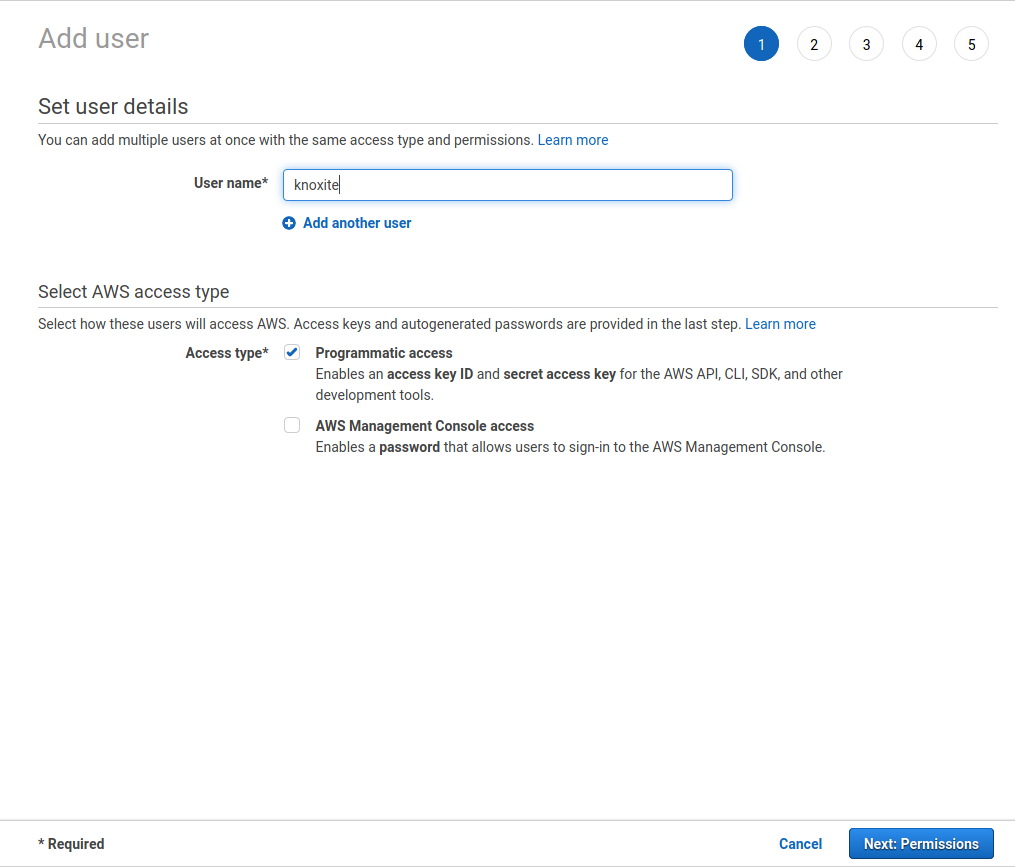 Add user
1 2 3 4 5
Set user details
You can add multiple users at once with the same access type and permissions. Learn more
User name* knoxite
Add another user
Select AWS access type
Select how these users will access AWS. Access keys and autogenerated passwords are provided in the last step. Learn more
Access type* Programmatic access
Enables an access key ID and secret access key for the AWS API, CLI, SDK, and other
development tools.
AWS Management Console access
Enables a password that allows users to sign-in to the AWS Management Console.
* Required Cancel Next: Permissions